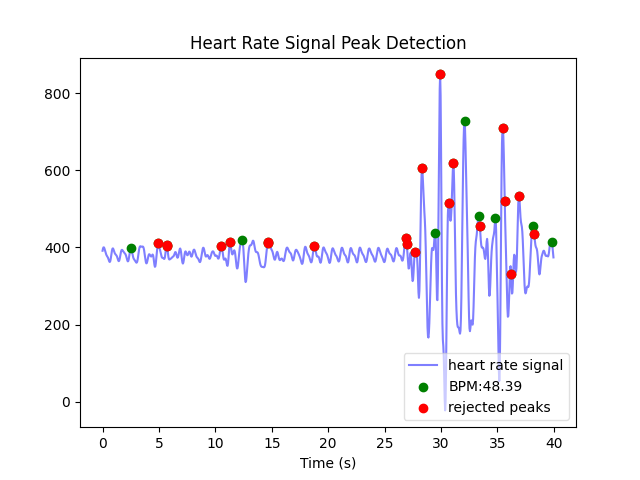 Heart Rate Signal Peak Detection
800
600
400
200
0
heart rate signal
BPM:48.39
rejected peaks
0 5 10 15 20 25 30 35 40
Time (s)